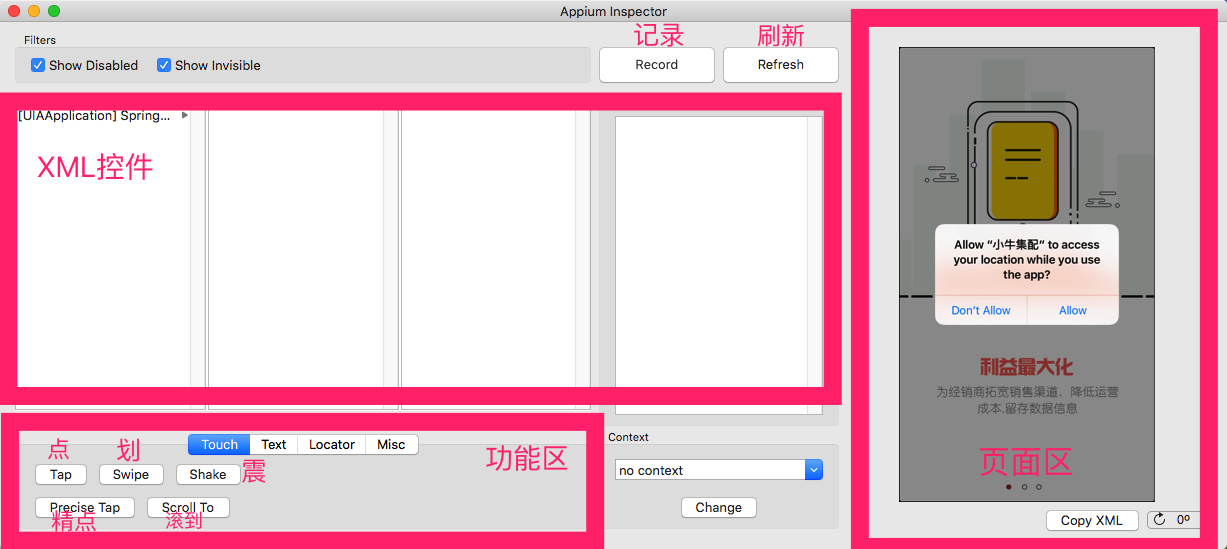 Appium Inspector
Filters
记录
刷新
Show Disabled
Show Invisible
Record
Refresh
[UIAApplication] Spring...
XML控件
Allow “小牛集配” to access
your location while you use
the app?
Don’t Allow
Allow
利益最大化
为经销商拓宽销售渠道，降低运营
成本.留存数据信息
页面区
Touch
Text
Locator
Misc
功能区
点
划
震
Tap
Swipe
Shake
Precise Tap
Scroll To
精点
滚到
Context
no context
Change
Copy XML
0º